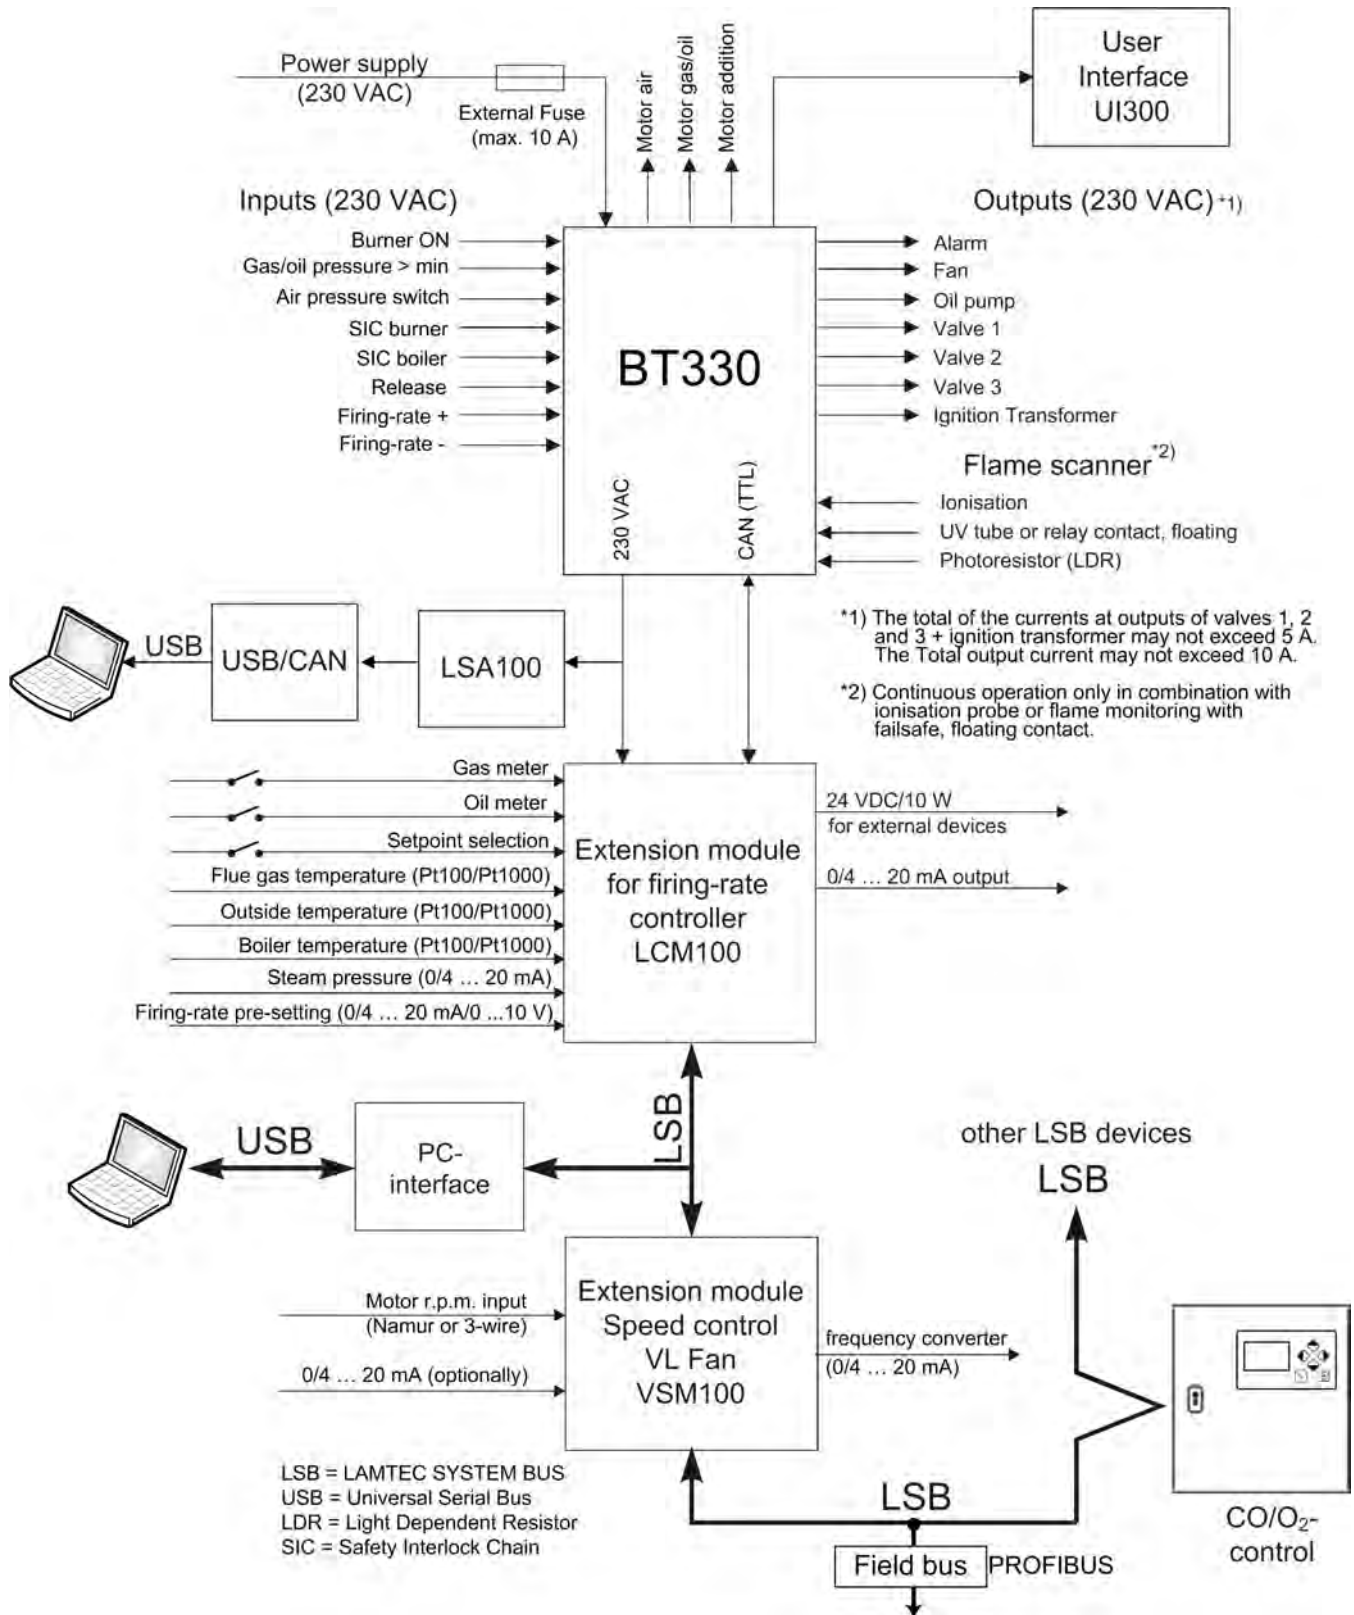 Power supply
(230 VAC)
External Fuse
(max. 10 A)
Motor air
Motor gas/oil
Motor addition
User
Interface
UI300
Inputs (230 VAC)
Outputs (230 VAC) *1)
Burner ON
Gas/oil pressure > min
Air pressure switch
SIC burner
SIC boiler
Release
Firing-rate +
Firing-rate -
BT330
230 VAC
CAN (TTL)
Alarm
Fan
Oil pump
Valve 1
Valve 2
Valve 3
Ignition Transformer
Flame scanner*2)
Ionisation
UV tube or relay contact, floating
Photoresistor (LDR)
USB
USB/CAN
LSA100
*1) The total of the currents at outputs of valves 1, 2
and 3 + ignition transformer may not exceed 5 A.
The Total output current may not exceed 10 A.
*2) Continuous operation only in combination with
ionisation probe or flame monitoring with
failsafe, floating contact.
Gas meter
Oil meter
Setpoint selection
Flue gas temperature (Pt100/Pt1000)
Outside temperature (Pt100/Pt1000)
Boiler temperature (Pt100/Pt1000)
Steam pressure (0/4 ... 20 mA)
Firing-rate pre-setting (0/4 ... 20 mA/0 ...10 V)
Extension module
for firing-rate
controller
LCM100
24 VDC/10 W
for external devices
0/4 ... 20 mA output
LSB
USB
PC-
interface
other LSB devices
LSB
Motor r.p.m. input
(Namur or 3-wire)
0/4 ... 20 mA (optionally)
Extension module
Speed control
VL Fan
VSM100
frequency converter
(0/4 ... 20 mA)
LSB = LAMTEC SYSTEM BUS
USB = Universal Serial Bus
LDR = Light Dependent Resistor
SIC = Safety Interlock Chain
LSB
Field bus
PROFIBUS
CO/O2-
control